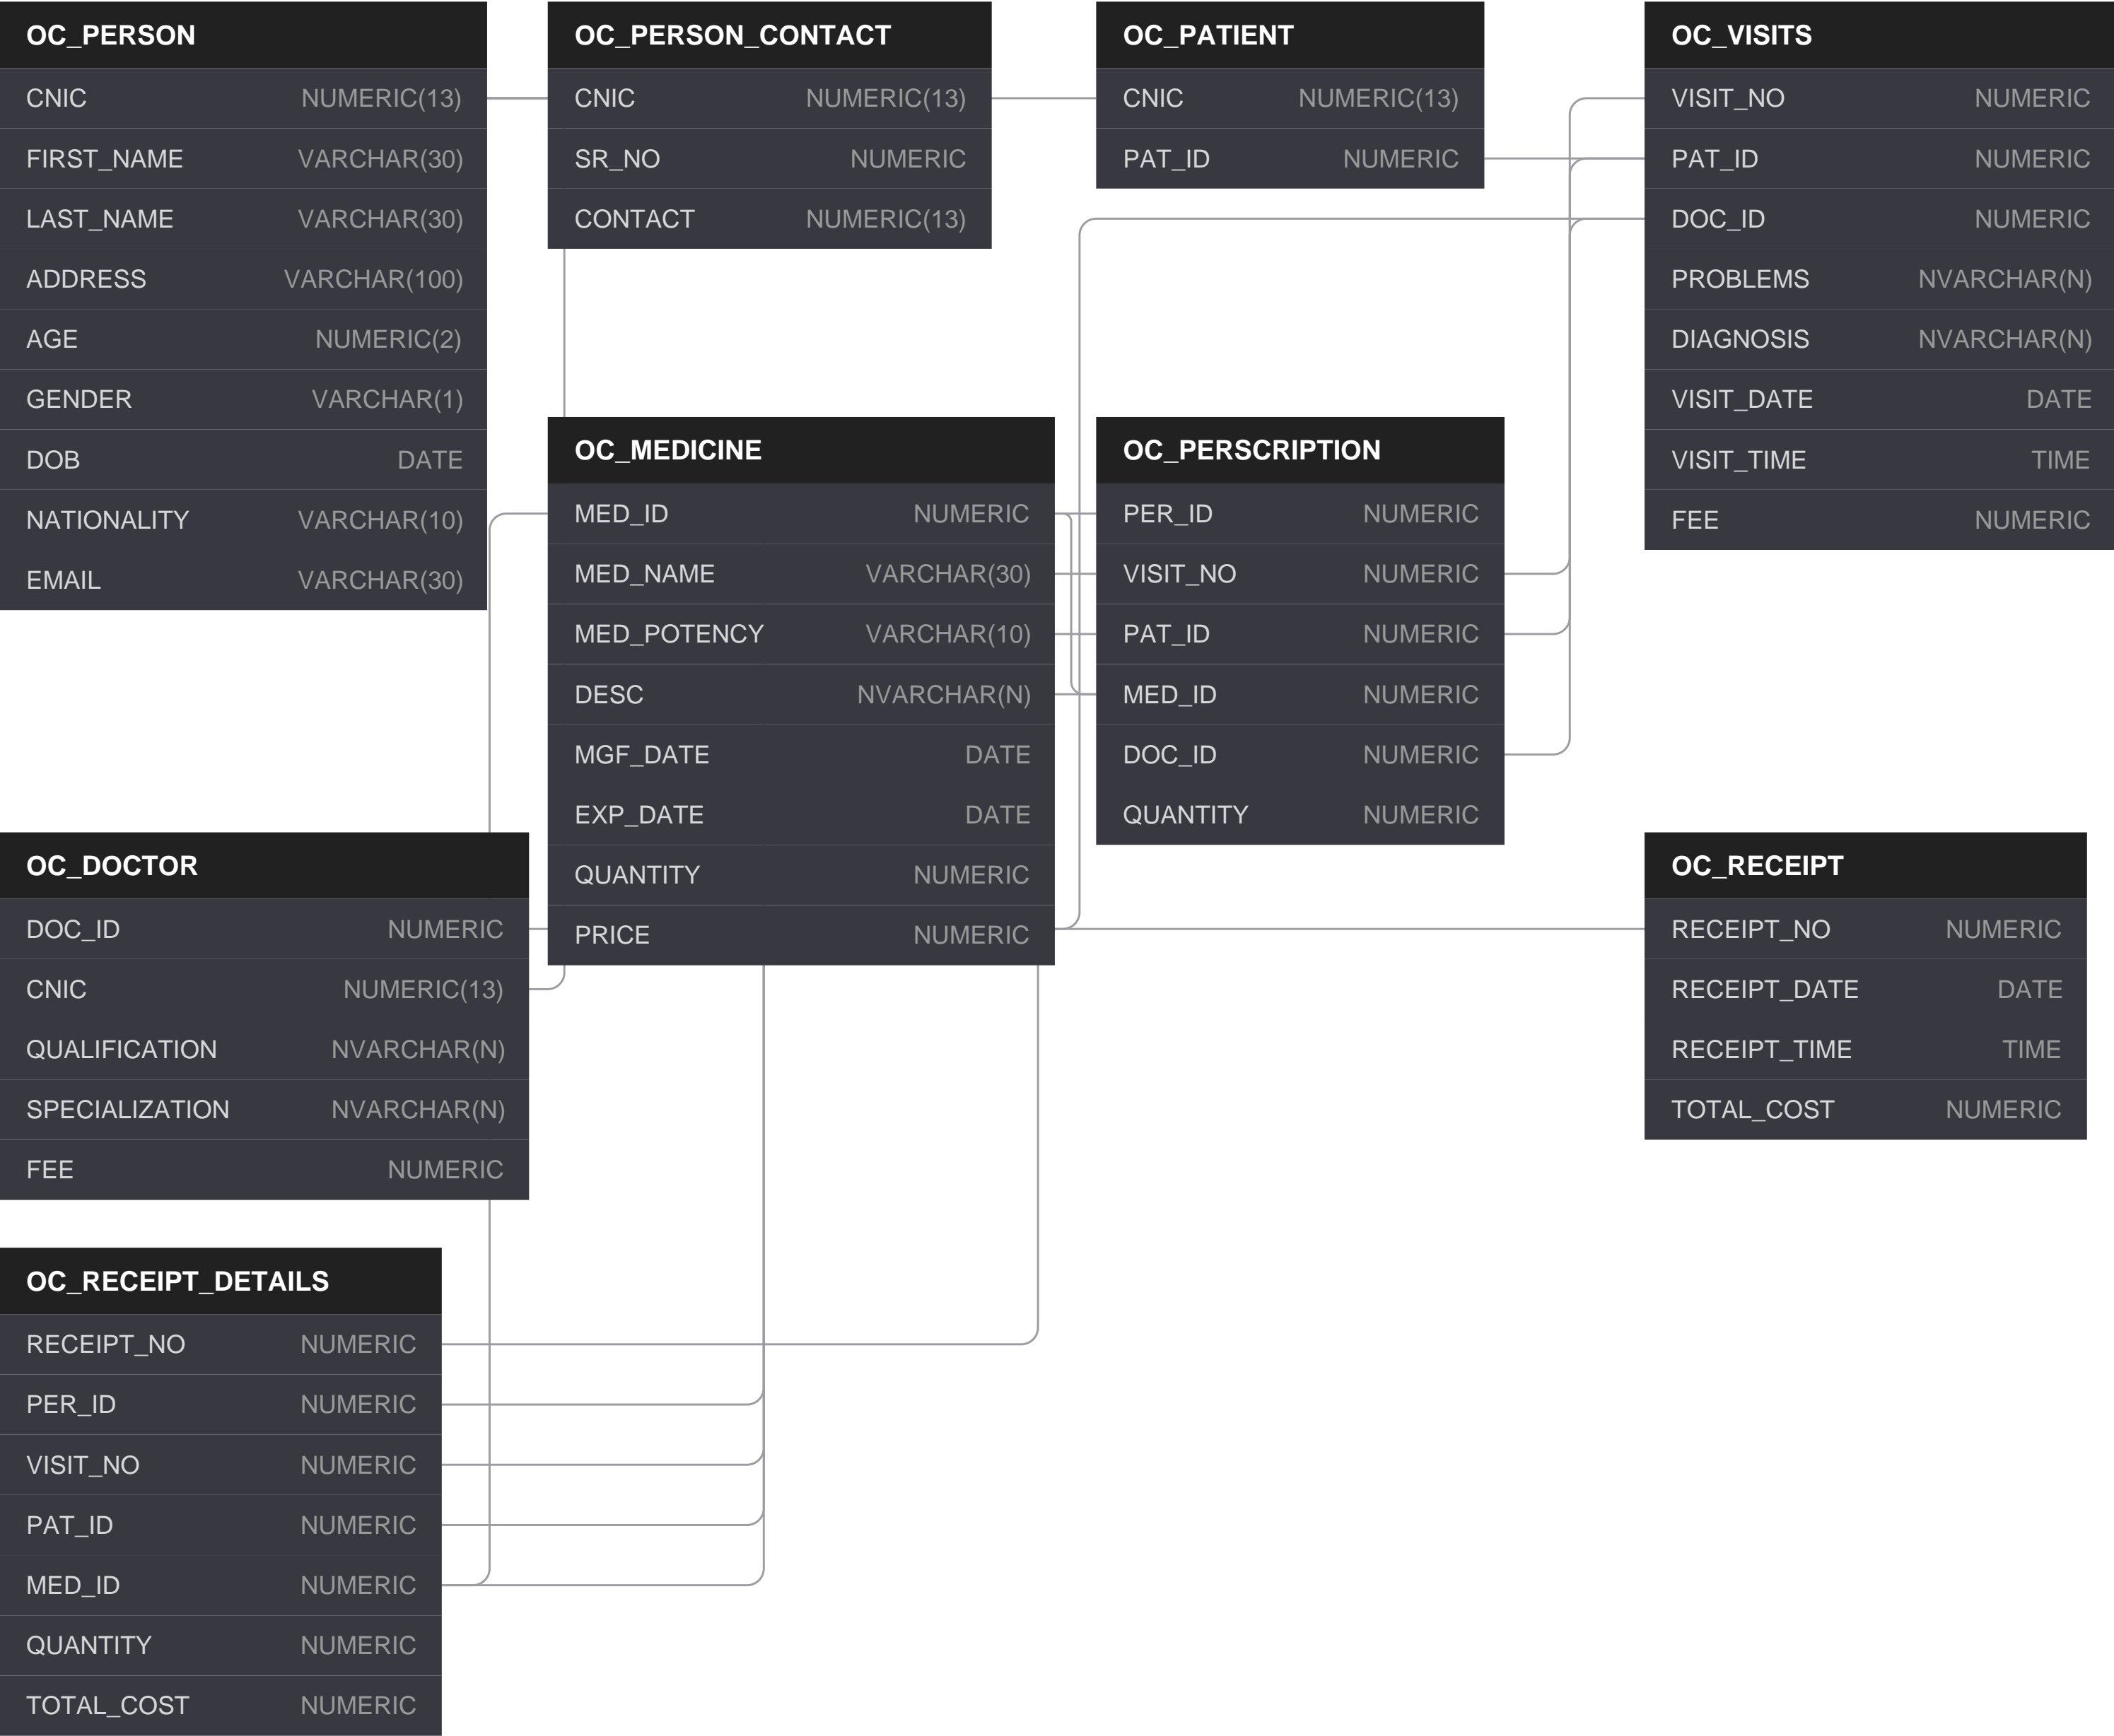 OC_PERSON
CNIC NUMERIC(13)
FIRST_NAME VARCHAR(30)
LAST_NAME VARCHAR(30)
ADDRESS VARCHAR(100)
AGE NUMERIC(2)
GENDER VARCHAR(1)
DOB DATE
NATIONALITY VARCHAR(10)
EMAIL VARCHAR(30)
OC_PERSON_CONTACT
CNIC NUMERIC(13)
SR_NO NUMERIC
CONTACT NUMERIC(13)
OC_PATIENT
CNIC NUMERIC(13)
PAT_ID NUMERIC
OC_VISITS
VISIT_NO NUMERIC
PAT_ID NUMERIC
DOC_ID NUMERIC
PROBLEMS NVARCHAR(N)
DIAGNOSIS NVARCHAR(N)
VISIT_DATE DATE
VISIT_TIME TIME
FEE NUMERIC
OC_MEDICINE
MED_ID NUMERIC
MED_NAME VARCHAR(30)
MED_POTENCY VARCHAR(10)
DESC NVARCHAR(N)
MGF_DATE DATE
EXP_DATE DATE
QUANTITY NUMERIC
PRICE NUMERIC
OC_PERSCRIPTION
PER_ID NUMERIC
VISIT_NO NUMERIC
PAT_ID NUMERIC
MED_ID NUMERIC
DOC_ID NUMERIC
QUANTITY NUMERIC
OC_DOCTOR
DOC_ID NUMERIC
CNIC NUMERIC(13)
QUALIFICATION NVARCHAR(N)
SPECIALIZATION NVARCHAR(N)
FEE NUMERIC
OC_RECEIPT
RECEIPT_NO NUMERIC
RECEIPT_DATE DATE
RECEIPT_TIME TIME
TOTAL_COST NUMERIC
OC_RECEIPT_DETAILS
RECEIPT_NO NUMERIC
PER_ID NUMERIC
VISIT_NO NUMERIC
PAT_ID NUMERIC
MED_ID NUMERIC
QUANTITY NUMERIC
TOTAL_COST NUMERIC